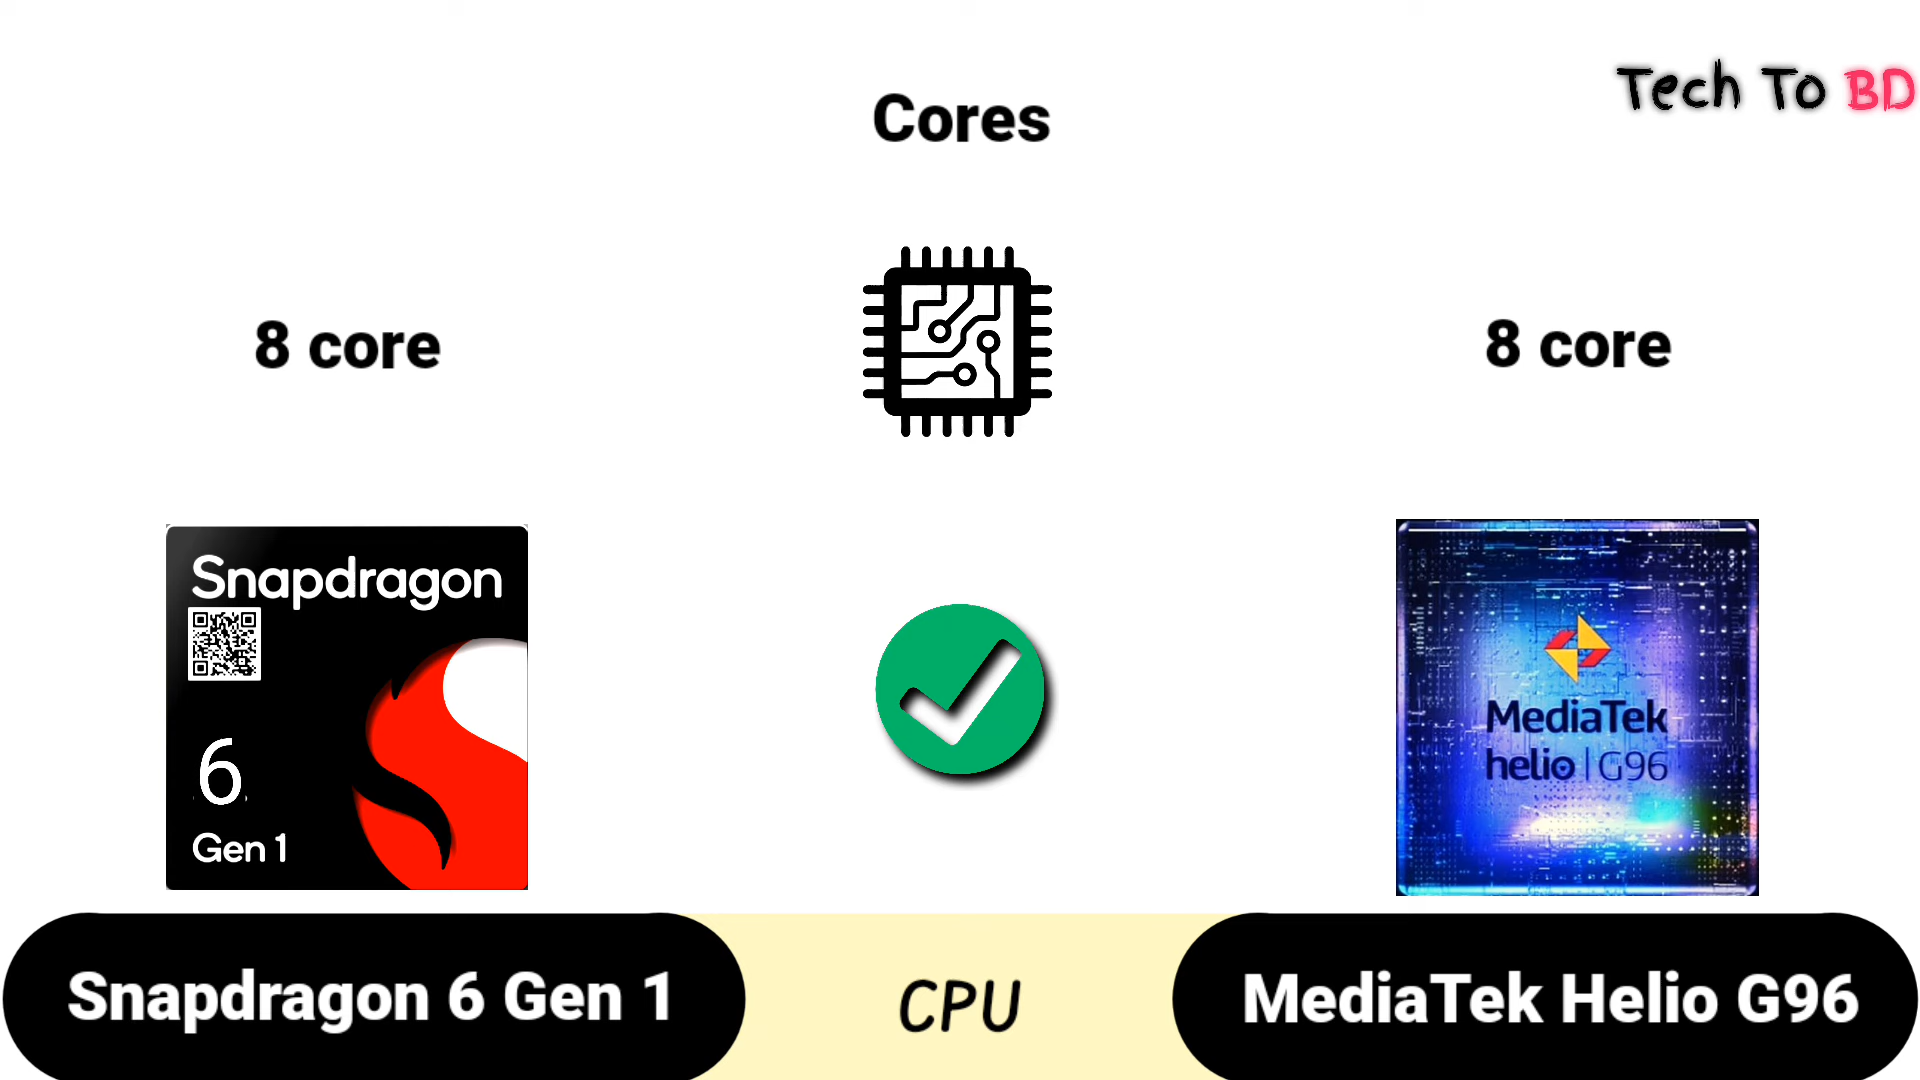 Tech To BD
Cores
8 core
8 core
Snapdragon
6
Gen 1
MediaTek
helio | G96
Snapdragon 6 Gen 1
CPU
MediaTek Helio G96